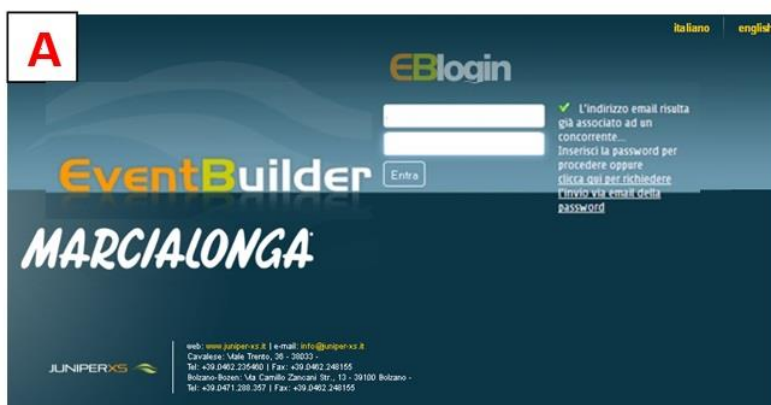 A
italiano english
EBlogin
✔ L'indirizzo email risulta
già associato ad un
concorrente...
Inserisci la password per
procedere oppure
clicca qui per richiedere
l'invio via email della
password
Entra
EventBuilder
MARCIALONGA
JUNIPERXS
web: www.juniper-xs.it | e-mail: info@juniper-xs.it
Cavalese: Viale Trento, 36 - 38033 -
Tel: +39.0462.235460 | Fax: +39.0462.248155
Bolzano-Bozen: Via Camillo Zancani Str., 13 - 39100 Bolzano -
Tel: +39.0471.288.357 | Fax: +39.0462.248155